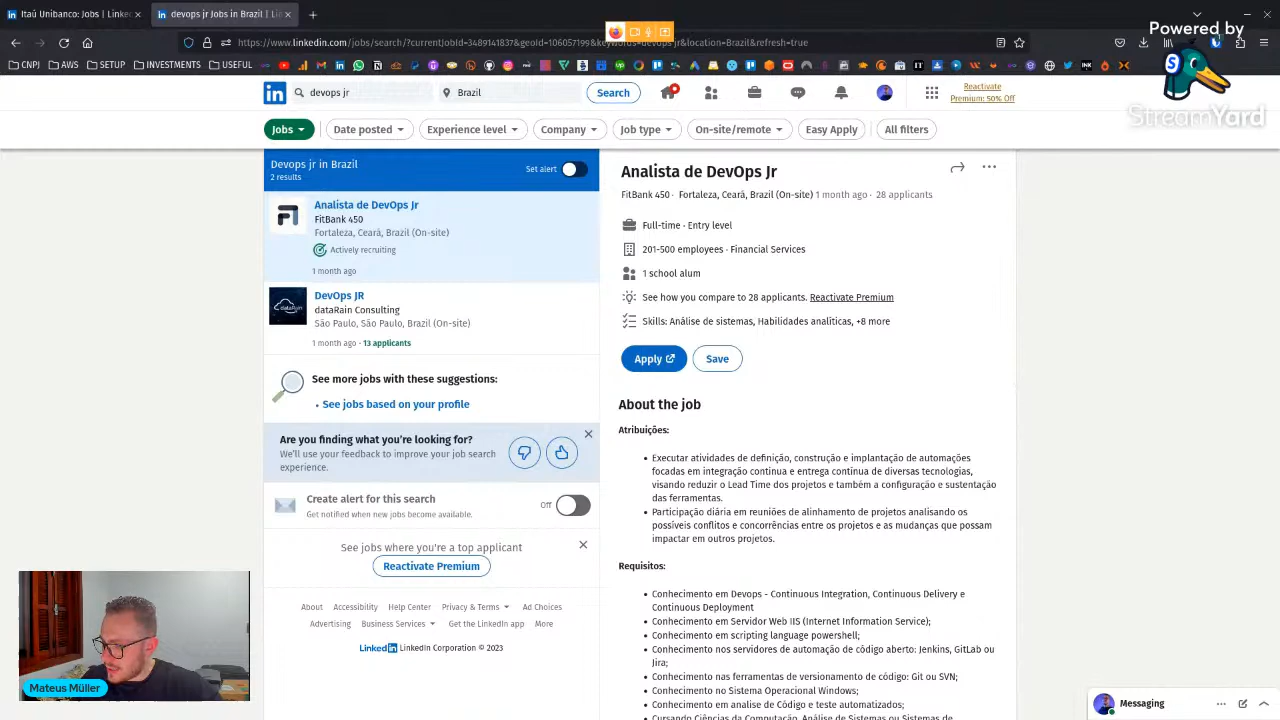 Itaú Unibanco: Jobs | Linke
devops jr Jobs in Brazil | Li
Powered by
StreamYard
https://www.linkedin.com/jobs/search/?currentJobId=3489141837&geoId=106057199&keywords=devops jr&location=Brazil&refresh=true
CNPJ
AWS
SETUP
INVESTMENTS
USEFUL
in
devops jr
Brazil
Search
Reactivate
Premium: 50% Off
Jobs
Date posted
Experience level
Company
Job type
On-site/remote
Easy Apply
All filters
Devops jr in Brazil
2 results
Set alert
Analista de DevOps Jr
FitBank 450
Fortaleza, Ceará, Brazil (On-site)
Actively recruiting
1 month ago
dataRain
DevOps JR
dataRain Consulting
São Paulo, São Paulo, Brazil (On-site)
1 month ago · 13 applicants
See more jobs with these suggestions:
• See jobs based on your profile
Are you finding what you're looking for?
We'll use your feedback to improve your job search
experience.
Create alert for this search
Get notified when new jobs become available.
Off
See jobs where you're a top applicant
Reactivate Premium
About
Accessibility
Help Center
Privacy & Terms
Ad Choices
Advertising
Business Services
Get the LinkedIn app
More
LinkedIn LinkedIn Corporation © 2023
Analista de DevOps Jr
FitBank 450 · Fortaleza, Ceará, Brazil (On-site) 1 month ago · 28 applicants
Full-time · Entry level
201-500 employees · Financial Services
1 school alum
See how you compare to 28 applicants. Reactivate Premium
Skills: Análise de sistemas, Habilidades analíticas, +8 more
Apply
Save
About the job
Atribuições:
• Executar atividades de definição, construção e implantação de automações
focadas em integração contínua e entrega contínua de diversas tecnologias,
visando reduzir o Lead Time dos projetos e também a configuração e sustentação
das ferramentas.
• Participação diária em reuniões de alinhamento de projetos analisando os
possíveis conflitos e concorrências entre os projetos e as mudanças que possam
impactar em outros projetos.
Requisitos:
• Conhecimento em Devops - Continuous Integration, Continuous Delivery e
Continuous Deployment
• Conhecimento em Servidor Web IIS (Internet Information Service);
• Conhecimento em scripting language powershell;
• Conhecimento nos servidores de automação de código aberto: Jenkins, GitLab ou
Jira;
• Conhecimento nas ferramentas de versionamento de código: Git ou SVN;
• Conhecimento no Sistema Operacional Windows;
• Conhecimento em analise de Código e teste automatizados;
• Cursando Ciências da Computação, Análise de Sistemas ou Sistemas de
Mateus Müller
Messaging